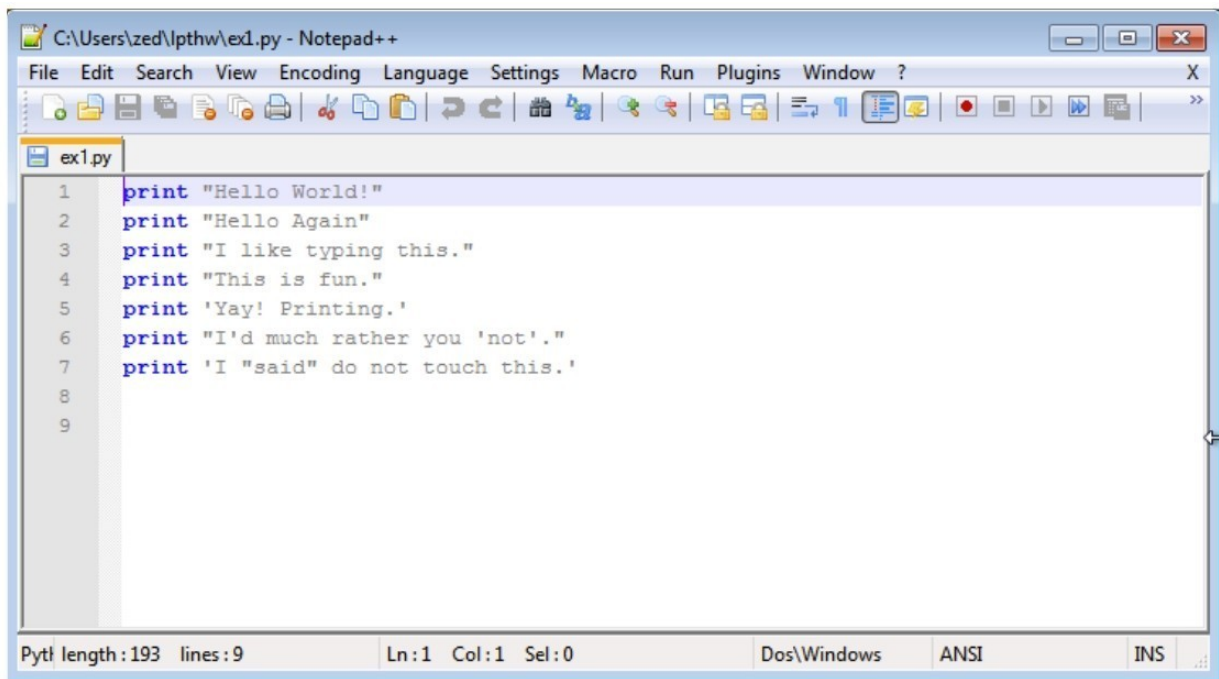 C:\Users\zed\lpthw\ex1.py - Notepad++
File Edit Search View Encoding Language Settings Macro Run Plugins Window ? X
ex1.py
1 print "Hello World!"
2 print "Hello Again"
3 print "I like typing this."
4 print "This is fun."
5 print 'Yay! Printing.'
6 print "I'd much rather you 'not'."
7 print 'I "said" do not touch this.'
8
9
length : 193 lines : 9 Ln : 1 Col : 1 Sel : 0 Dos\Windows ANSI INS